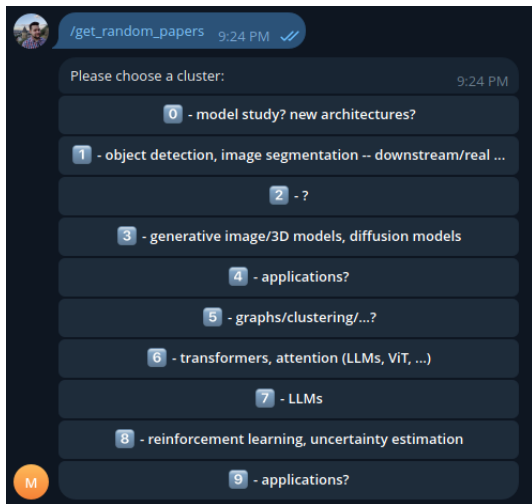 /get_random_papers 9:24 PM
Please choose a cluster: 9:24 PM
0 - model study? new architectures?
1 - object detection, image segmentation -- downstream/real ...
2 - ?
3 - generative image/3D models, diffusion models
4 - applications?
5 - graphs/clustering/...?
6 - transformers, attention (LLMs, ViT, ...)
7 - LLMs
8 - reinforcement learning, uncertainty estimation
9 - applications?
M